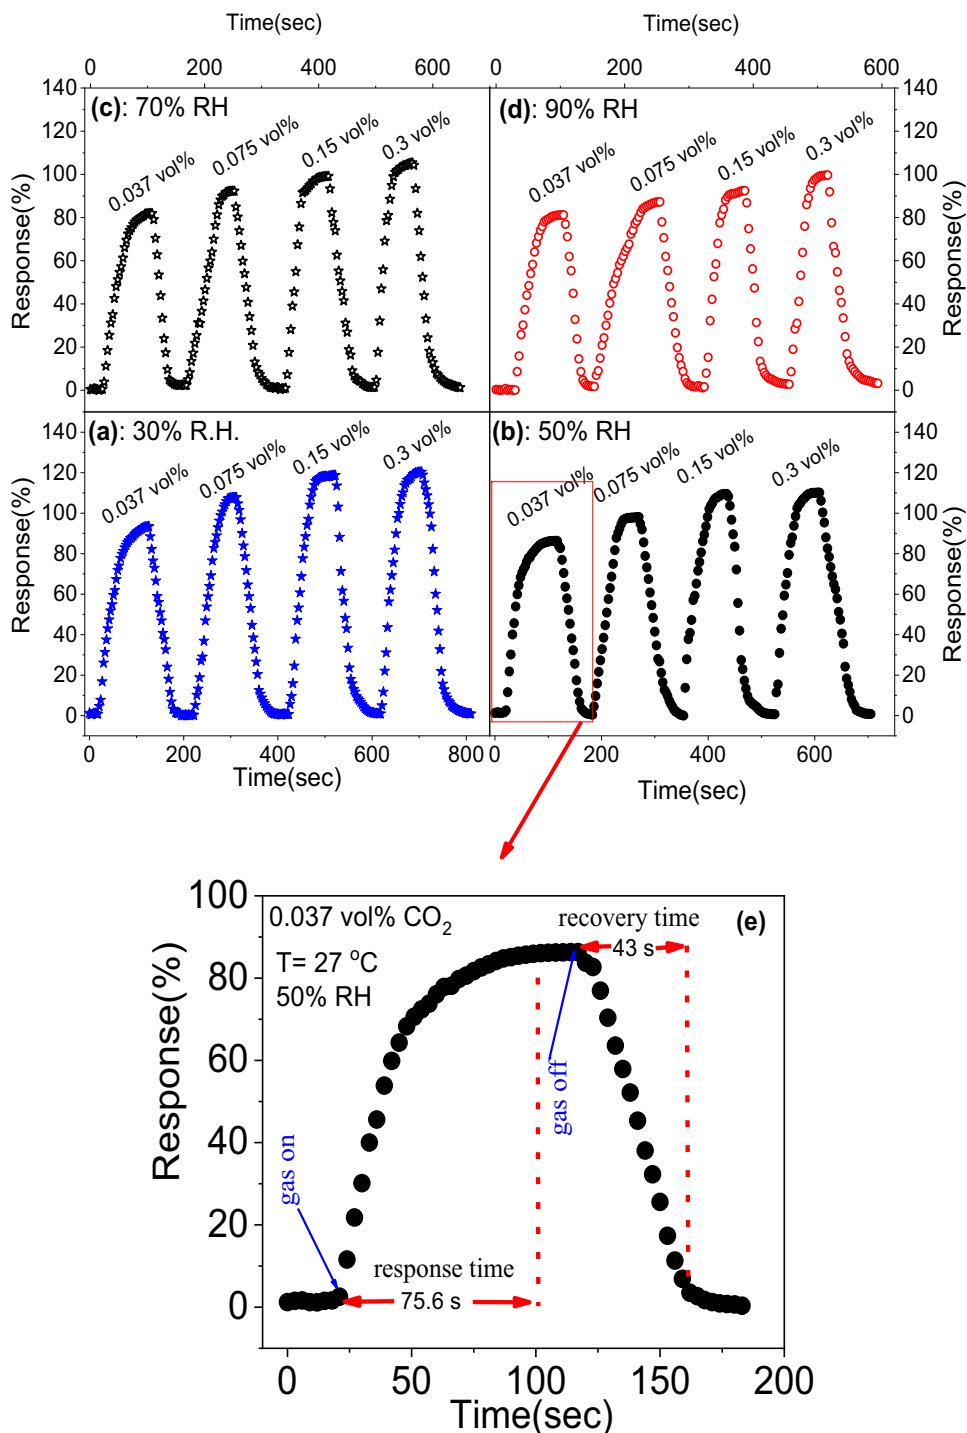 Time(sec)
0 200 400 600
Time(sec)
0 200 400 600
140
120
100
80
60
40
20
0
Response(%)
(c): 70% RH
0.037 vol%
0.075 vol%
0.15 vol%
0.3 vol%
(d): 90% RH
0.037 vol%
0.075 vol%
0.15 vol%
0.3 vol%
140
120
100
80
60
40
20
0
Response(%)
140
120
100
80
60
40
20
0
Response(%)
(a): 30% R.H.
0.037 vol%
0.075 vol%
0.15 vol%
0.3 vol%
(b): 50% RH
0.037 vol%
0.075 vol%
0.15 vol%
0.3 vol%
140
120
100
80
60
40
20
0
Response(%)
0 200 400 600 800
Time(sec)
0 200 400 600
Time(sec)
100
80
60
40
20
0
Response(%)
0.037 vol% CO2
T= 27 °C
50% RH
recovery time
43 s
(e)
gas off
gas on
response time
75.6 s
0 50 100 150 200
Time(sec)